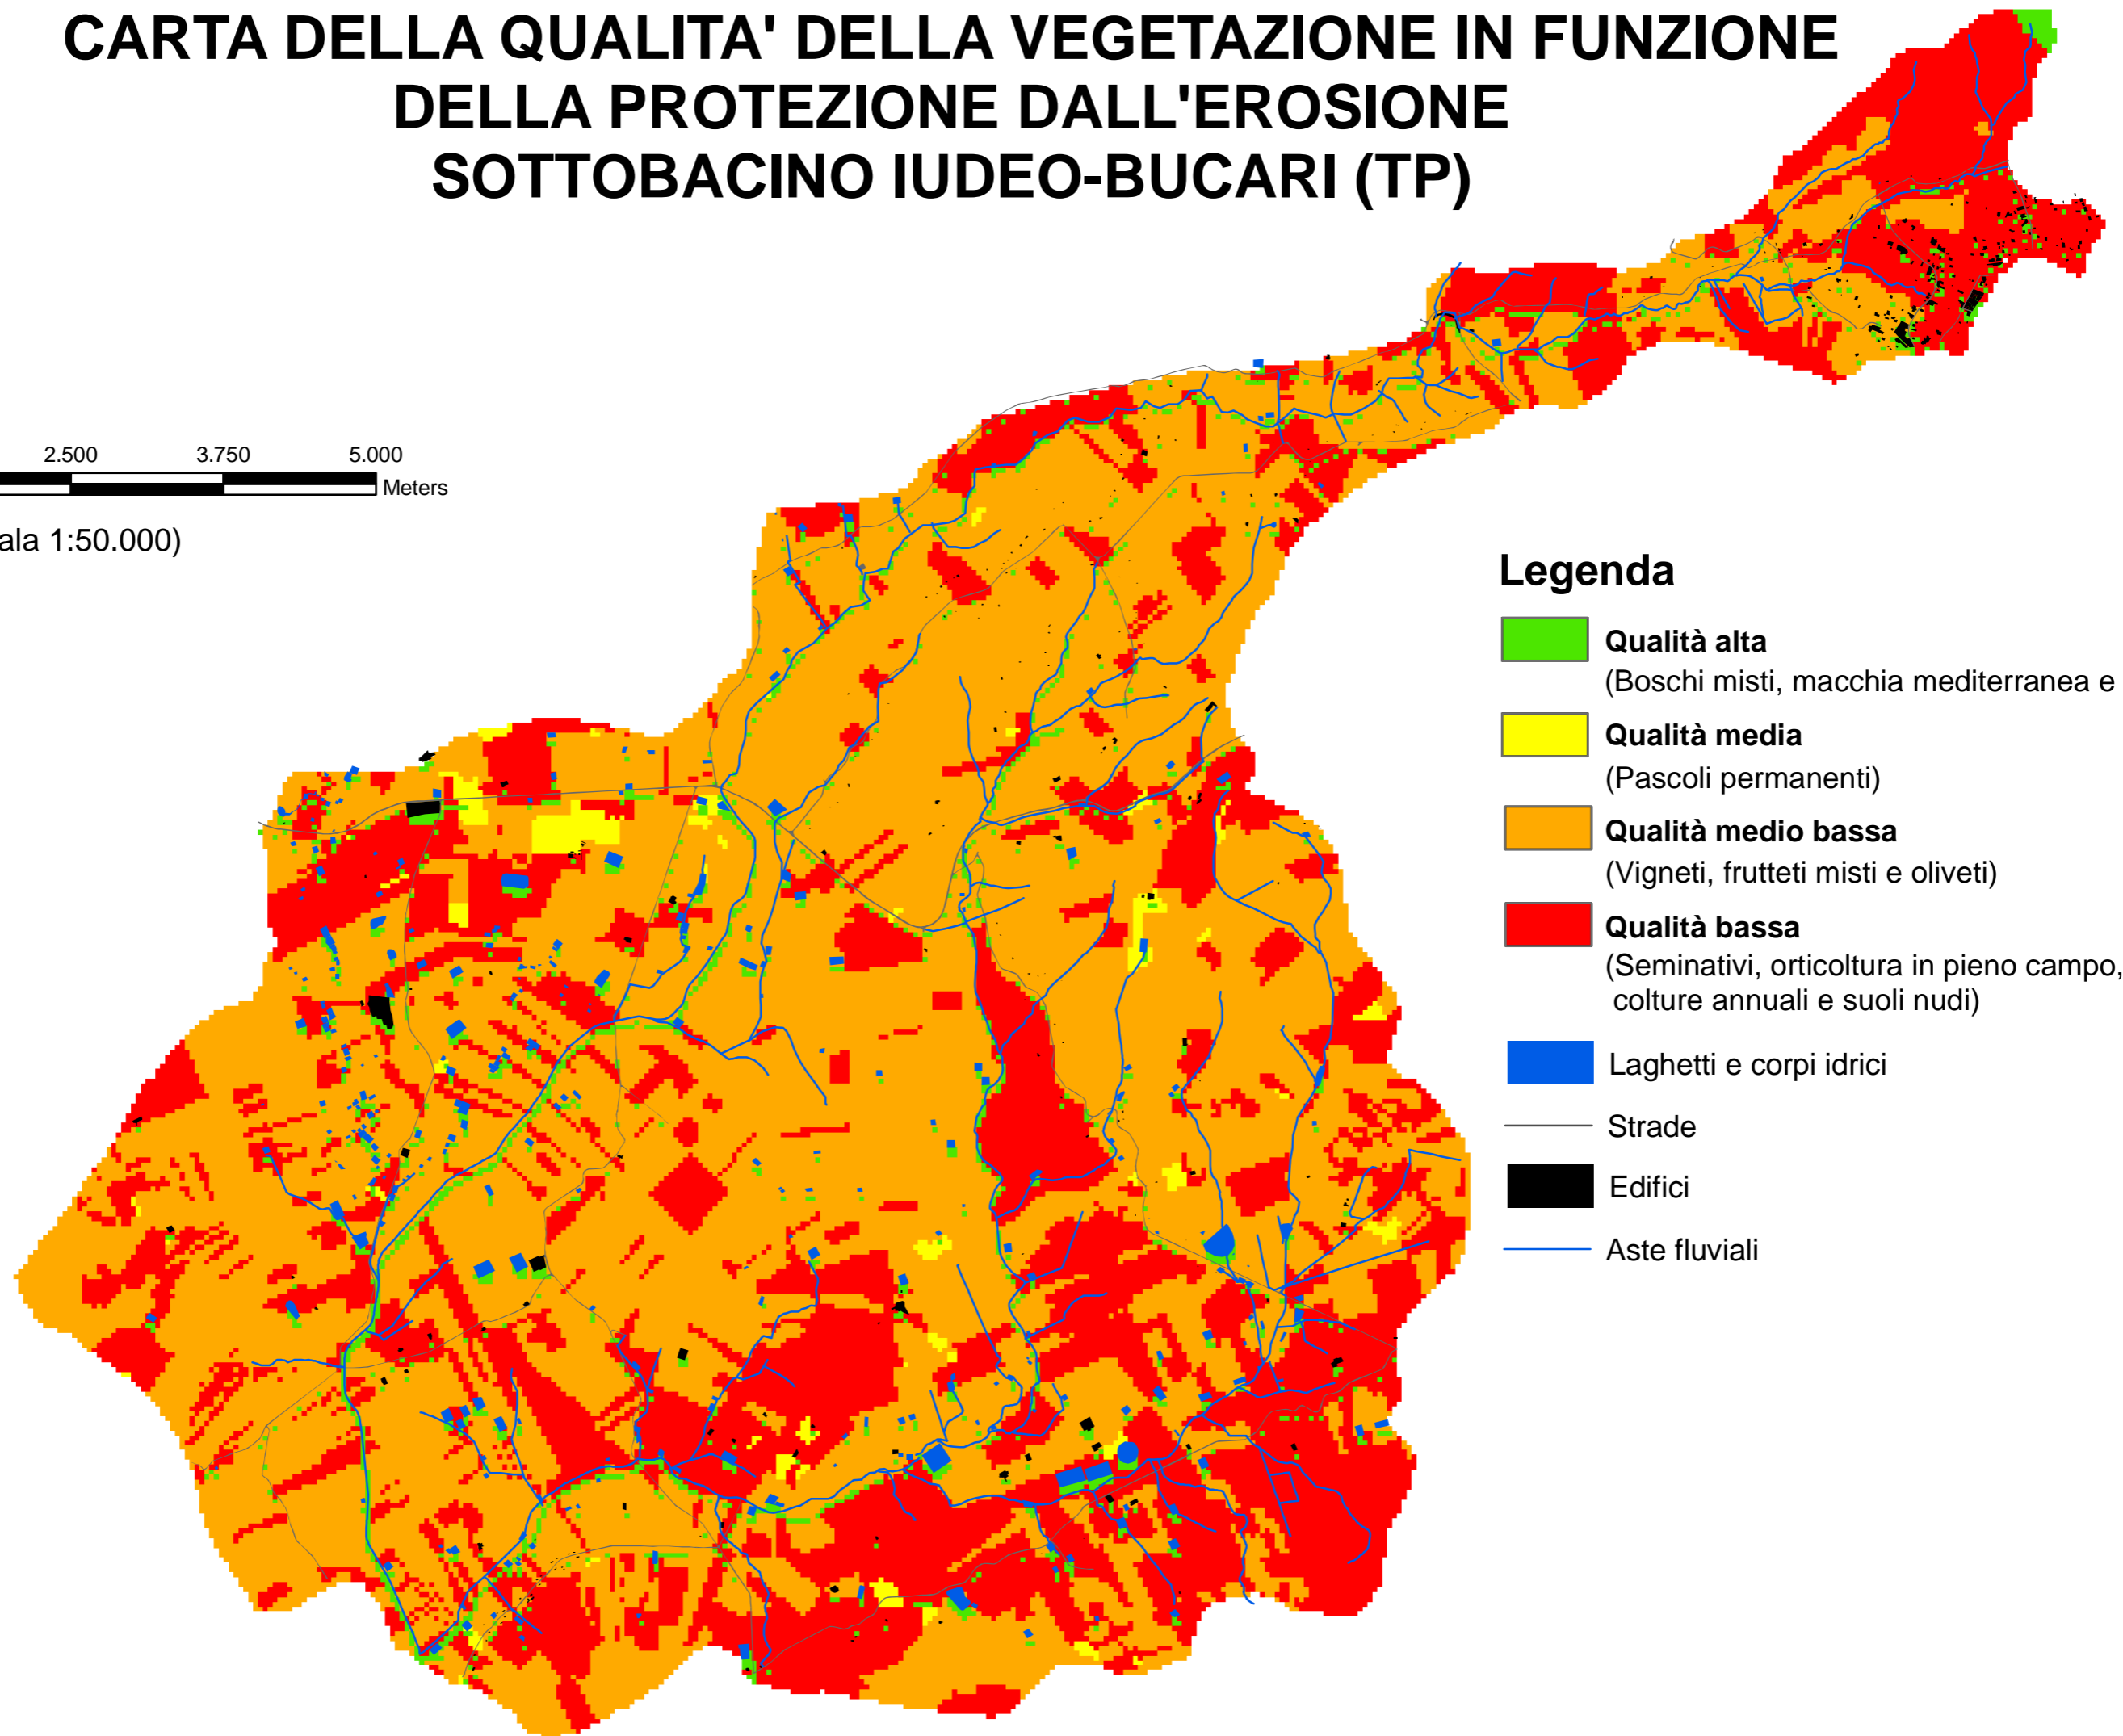 CARTA DELLA QUALITA' DELLA VEGETAZIONE IN FUNZIONE
DELLA PROTEZIONE DALL'EROSIONE
SOTTOBACINO IUDEO-BUCARI (TP)
2.500 3.750 5.000
Meters
ala 1:50.000)
Legenda
Qualità alta
(Boschi misti, macchia mediterranea e
Qualità media
(Pascoli permanenti)
Qualità medio bassa
(Vigneti, frutteti misti e oliveti)
Qualità bassa
(Seminativi, orticoltura in pieno campo,
colture annuali e suoli nudi)
Laghetti e corpi idrici
Strade
Edifici
Aste fluviali